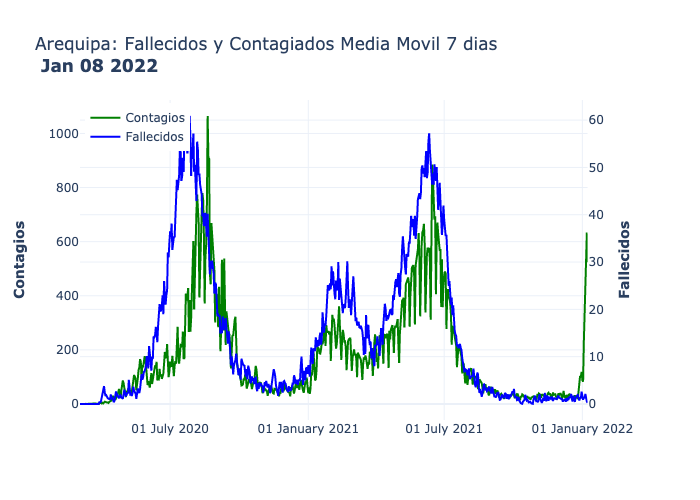 Arequipa: Fallecidos y Contagiados Media Movil 7 dias
Jan 08 2022
Contagios
Fallecidos
1000
800
600
400
200
0
60
50
40
30
20
10
0
Contagios
Fallecidos
01 July 2020
01 January 2021
01 July 2021
01 January 2022